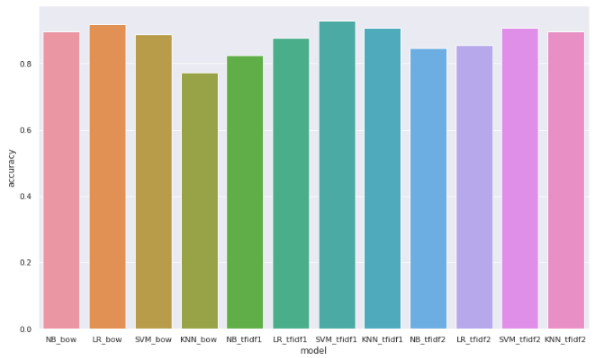 accuracy
0.8
0.6
0.4
0.2
0.0
NB_bow LR_bow SVM_bow KNN_bow NB_tfidf1 LR_tfidf1 SVM_tfidf1 KNN_tfidf1 NB_tfidf2 LR_tfidf2 SVM_tfidf2 KNN_tfidf2
model